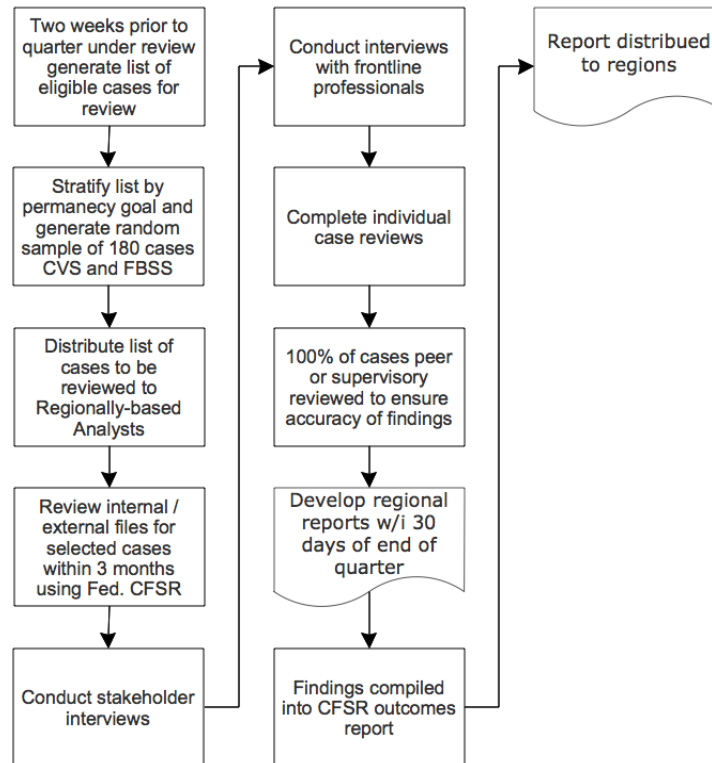 Two weeks prior to
quarter under review
generate list of
eligible cases for
review
Stratify list by
permanecy goal and
generate random
sample of 180 cases
CVS and FBSS
Distribute list of
cases to be
reviewed to
Regionally-based
Analysts
Review internal /
external files for
selected cases
within 3 months
using Fed. CFSR
Conduct stakeholder
interviews
Conduct interviews
with frontline
professionals
Complete individual
case reviews
100% of cases peer
or supervisory
reviewed to ensure
accuracy of findings
Develop regional
reports w/i 30
days of end of
quarter
Findings compiled
into CFSR outcomes
report
Report distribued
to regions